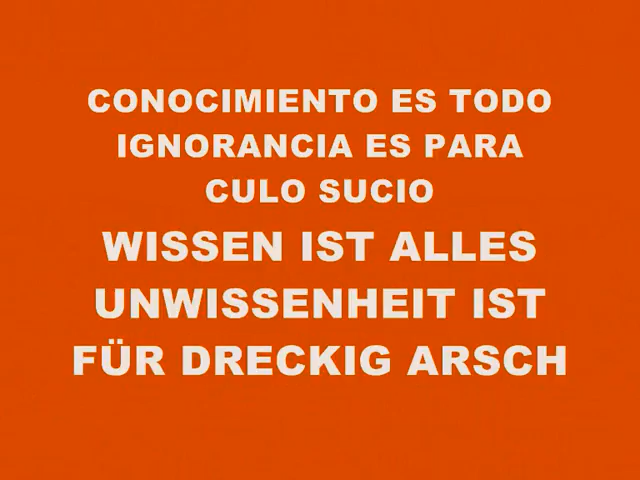 CONOCIMIENTO ES TODO
IGNORANCIA ES PARA
CULO SUCIO
WISSEN IST ALLES
UNWISSENHEIT IST
FÜR DRECKIG ARSCH